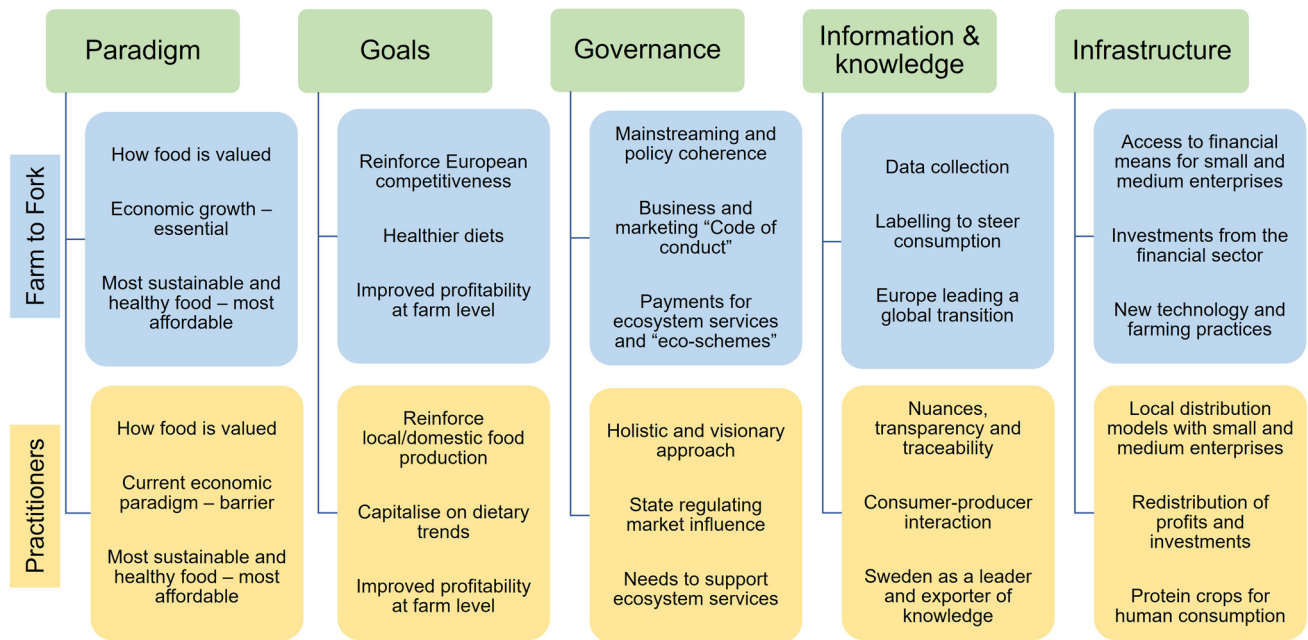 Paradigm
Goals
Governance
Information &
knowledge
Infrastructure
Farm to Fork
How food is valued
Economic growth –
essential
Most sustainable and
healthy food – most
affordable
Reinforce European
competitiveness
Healthier diets
Improved profitability
at farm level
Mainstreaming and
policy coherence
Business and
marketing “Code of
conduct”
Payments for
ecosystem services
and “eco-schemes”
Data collection
Labelling to steer
consumption
Europe leading a
global transition
Access to financial
means for small and
medium enterprises
Investments from the
financial sector
New technology and
farming practices
Practitioners
How food is valued
Current economic
paradigm – barrier
Most sustainable and
healthy food – most
affordable
Reinforce
local/domestic food
production
Capitalise on dietary
trends
Improved profitability
at farm level
Holistic and visionary
approach
State regulating
market influence
Needs to support
ecosystem services
Nuances,
transparency and
traceability
Consumer-producer
interaction
Sweden as a leader
and exporter of
knowledge
Local distribution
models with small and
medium enterprises
Redistribution of
profits and
investments
Protein crops for
human consumption